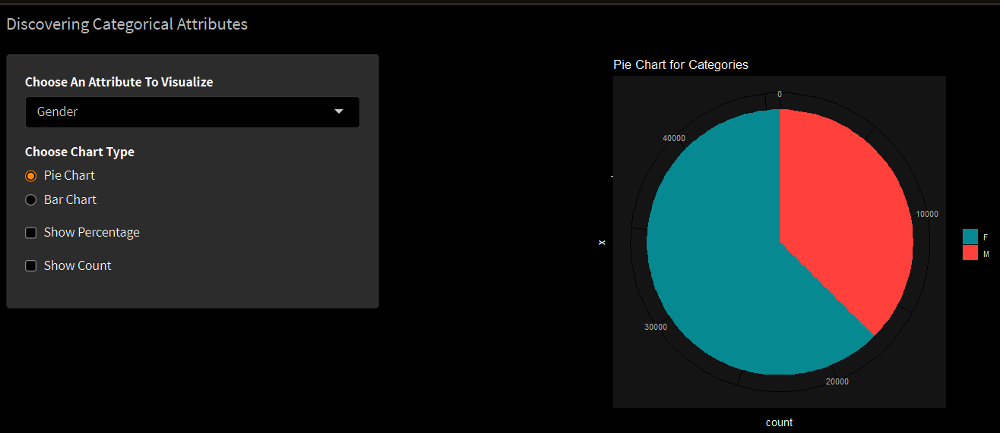 Discovering Categorical Attributes
Choose An Attribute To Visualize
Gender
Choose Chart Type
Pie Chart
Bar Chart
Show Percentage
Show Count
Pie Chart for Categories
0
40000
10000
30000
20000
x
count
F
M